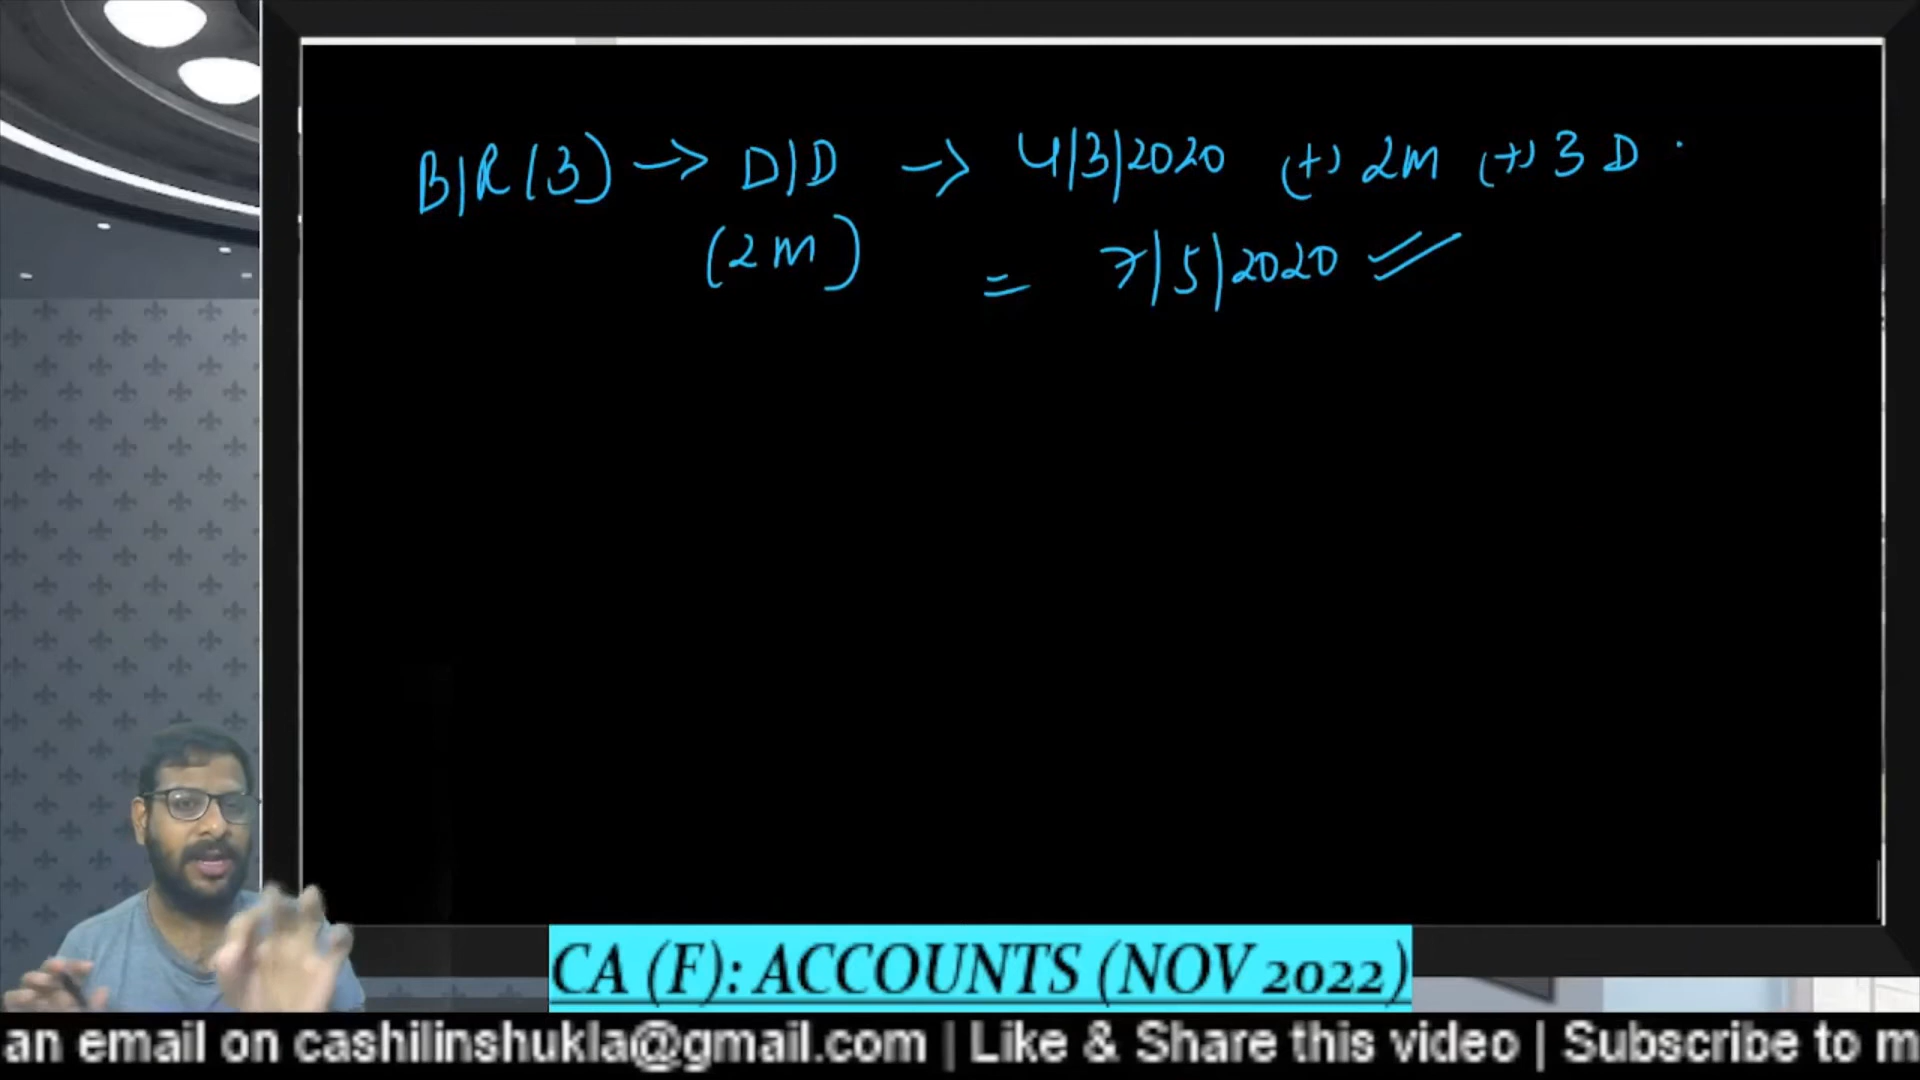 B/R (3) → D/D → 4/3/2020 (+) 2m (+) 3 D
(2 m)
= 7/5/2020
CA (F): ACCOUNTS (NOV 2022)
an email on cashilinshukla@gmail.com | Like & Share this video | Subscribe to m